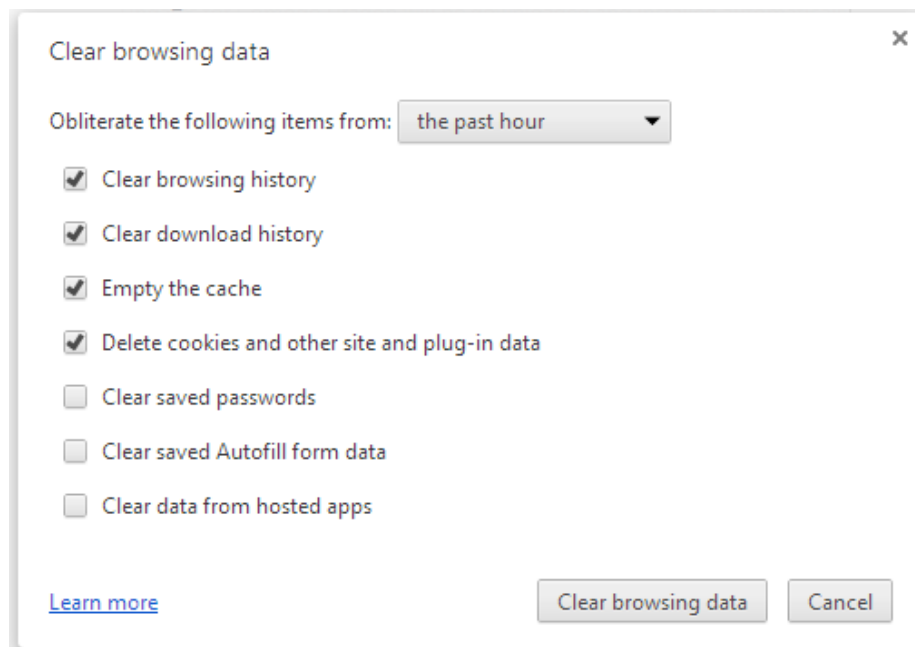 Clear browsing data
Obliterate the following items from: the past hour
Clear browsing history
Clear download history
Empty the cache
Delete cookies and other site and plug-in data
Clear saved passwords
Clear saved Autofill form data
Clear data from hosted apps
Learn more Clear browsing data Cancel